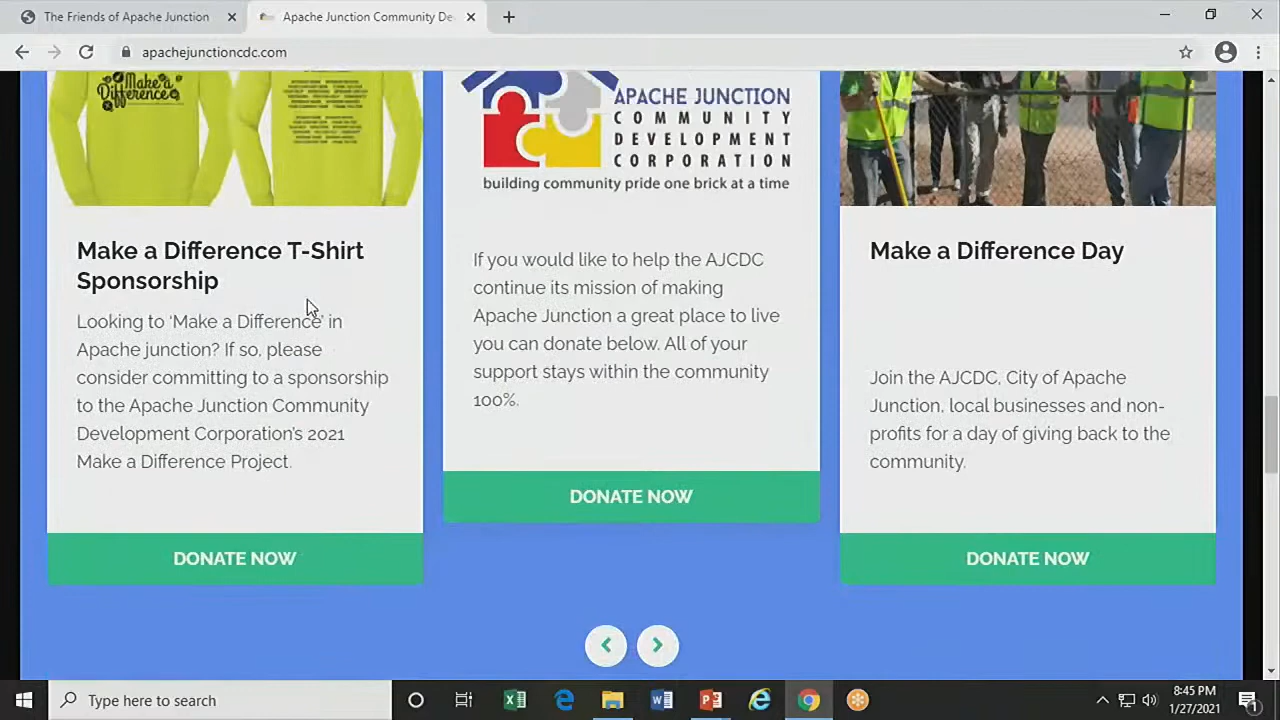 The Friends of Apache Junction
Apache Junction Community De
apachejunctioncdc.com
Make a
Difference
APACHE JUNCTION
COMMUNITY
DEVELOPMENT
CORPORATION
building community pride one brick at a time
Make a Difference T-Shirt
Sponsorship
Looking to ‘Make a Difference’ in
Apache junction? If so, please
consider committing to a sponsorship
to the Apache Junction Community
Development Corporation’s 2021
Make a Difference Project.
DONATE NOW
If you would like to help the AJCDC
continue its mission of making
Apache Junction a great place to live
you can donate below. All of your
support stays within the community
100%.
DONATE NOW
Make a Difference Day
Join the AJCDC, City of Apache
Junction, local businesses and non-
profits for a day of giving back to the
community.
DONATE NOW
Type here to search
8:45 PM
1/27/2021
1